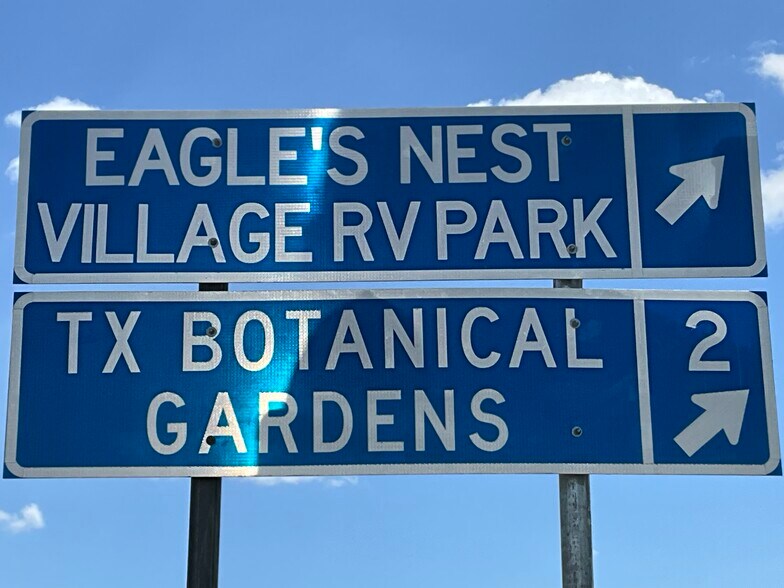 EAGLE'S NEST
VILLAGE RV PARK
TX BOTANICAL
GARDENS
2